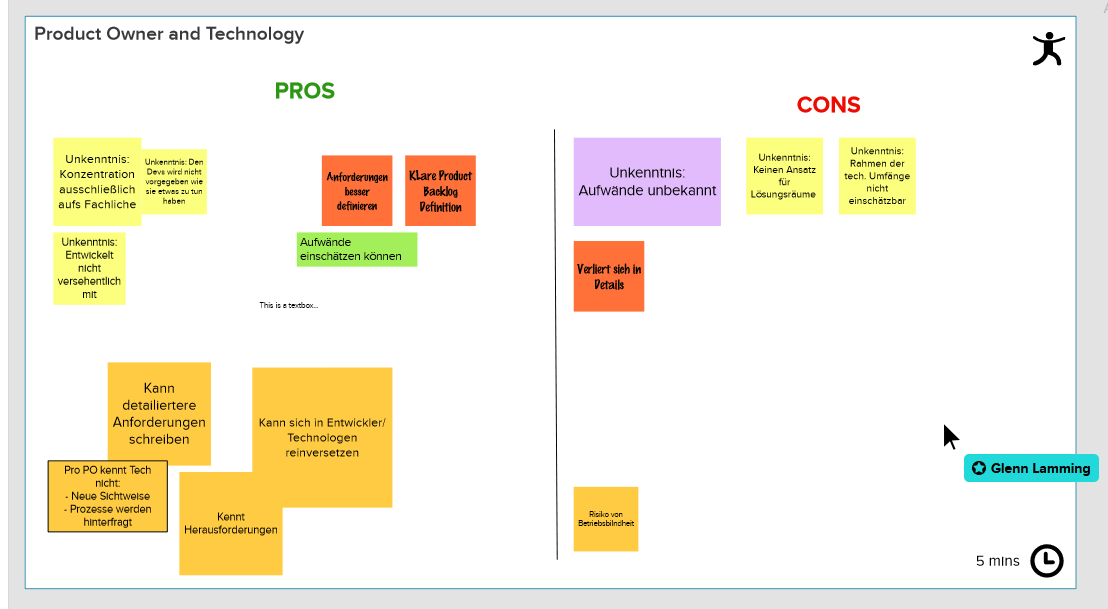 Product Owner and Technology
PROS
Unkenntnis:
Konzentration
ausschließlich
aufs Fachliche
Unkenntnis: Den
Devs wird nicht
vorgegeben wie
sie etwas zu tun
haben
Anforderungen
besser
definieren
KLare Product
Backlog
Definition
Unkenntnis:
Entwickelt
nicht
versehentlich
mit
Aufwände
einschätzen können
This is a textbox...
Kann
detailiertere
Anforderungen
schreiben
Kann sich in Entwickler/
Technologen
reinversetzen
Pro PO kennt Tech
nicht:
- Neue Sichtweise
- Prozesse werden
hinterfragt
Kennt
Herausforderungen
CONS
Unkenntnis:
Aufwände unbekannt
Unkenntnis:
Keinen Ansatz
für
Lösungsräume
Unkenntnis:
Rahmen der
tech. Umfänge
nicht
einschätzbar
Verliert sich in
Details
Glenn Lamming
Risiko von
Betriebsbilndheit
5 mins